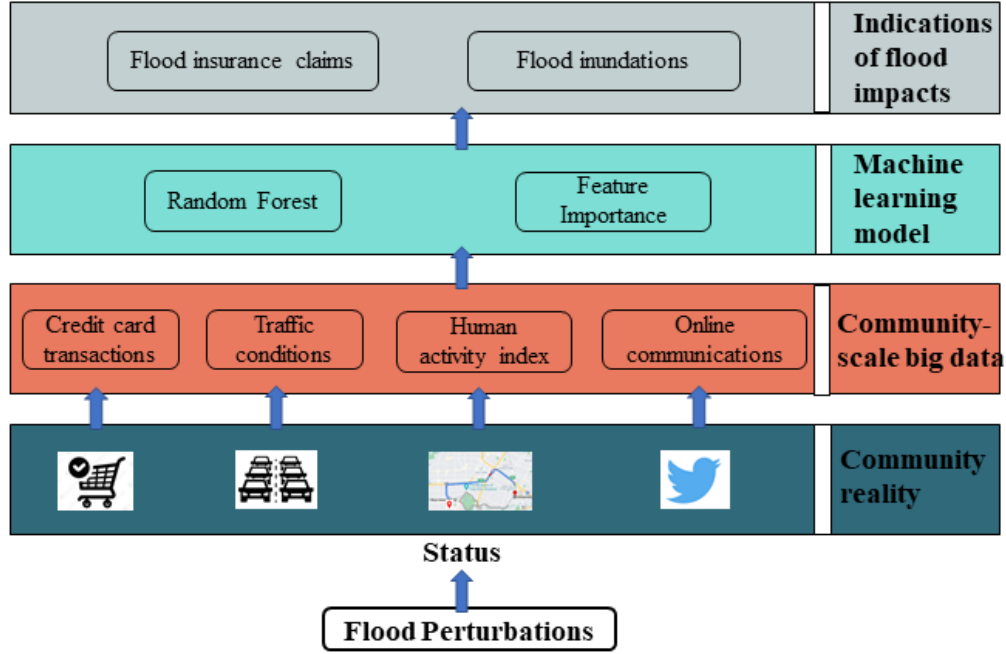 Flood insurance claims
Flood inundations
Indications
of flood
impacts
Random Forest
Feature
Importance
Machine
learning
model
Credit card
transactions
Traffic
conditions
Human
activity index
Online
communications
Community-
scale big data
Community
reality
Status
Flood Perturbations